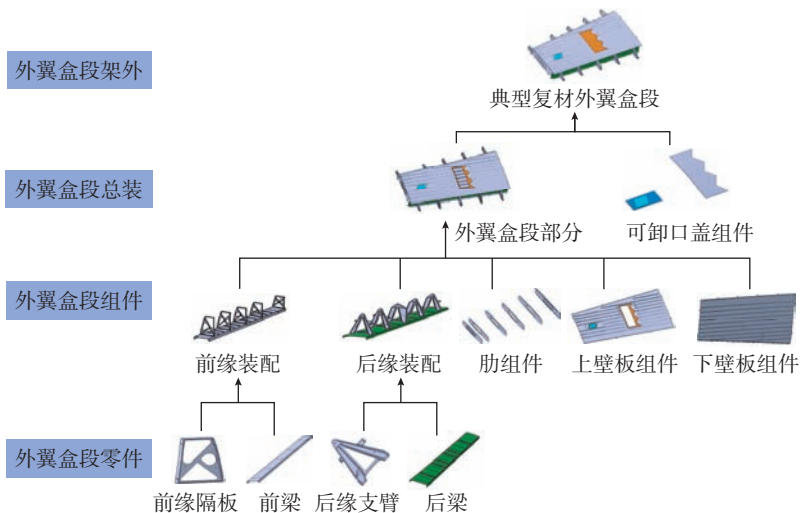 外翼盒段架外
典型复材外翼盒段
外翼盒段总装
外翼盒段部分
可卸口盖组件
外翼盒段组件
前缘装配
后缘装配
肋组件
上壁板组件
下壁板组件
外翼盒段零件
前缘隔板
前梁
后缘支臂
后梁